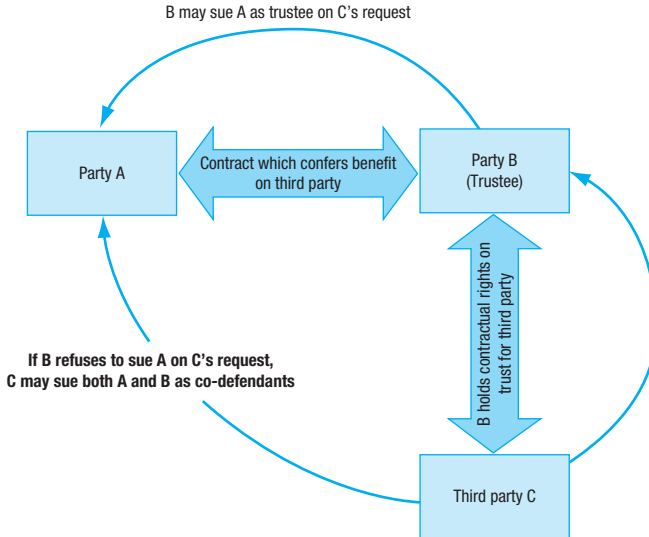 B may sue A as trustee on C's request
Party A
Contract which confers benefit
on third party
Party B
(Trustee)
B holds contractual rights on
trust for third party
If B refuses to sue A on C's request,
C may sue both A and B as co-defendants
Third party C